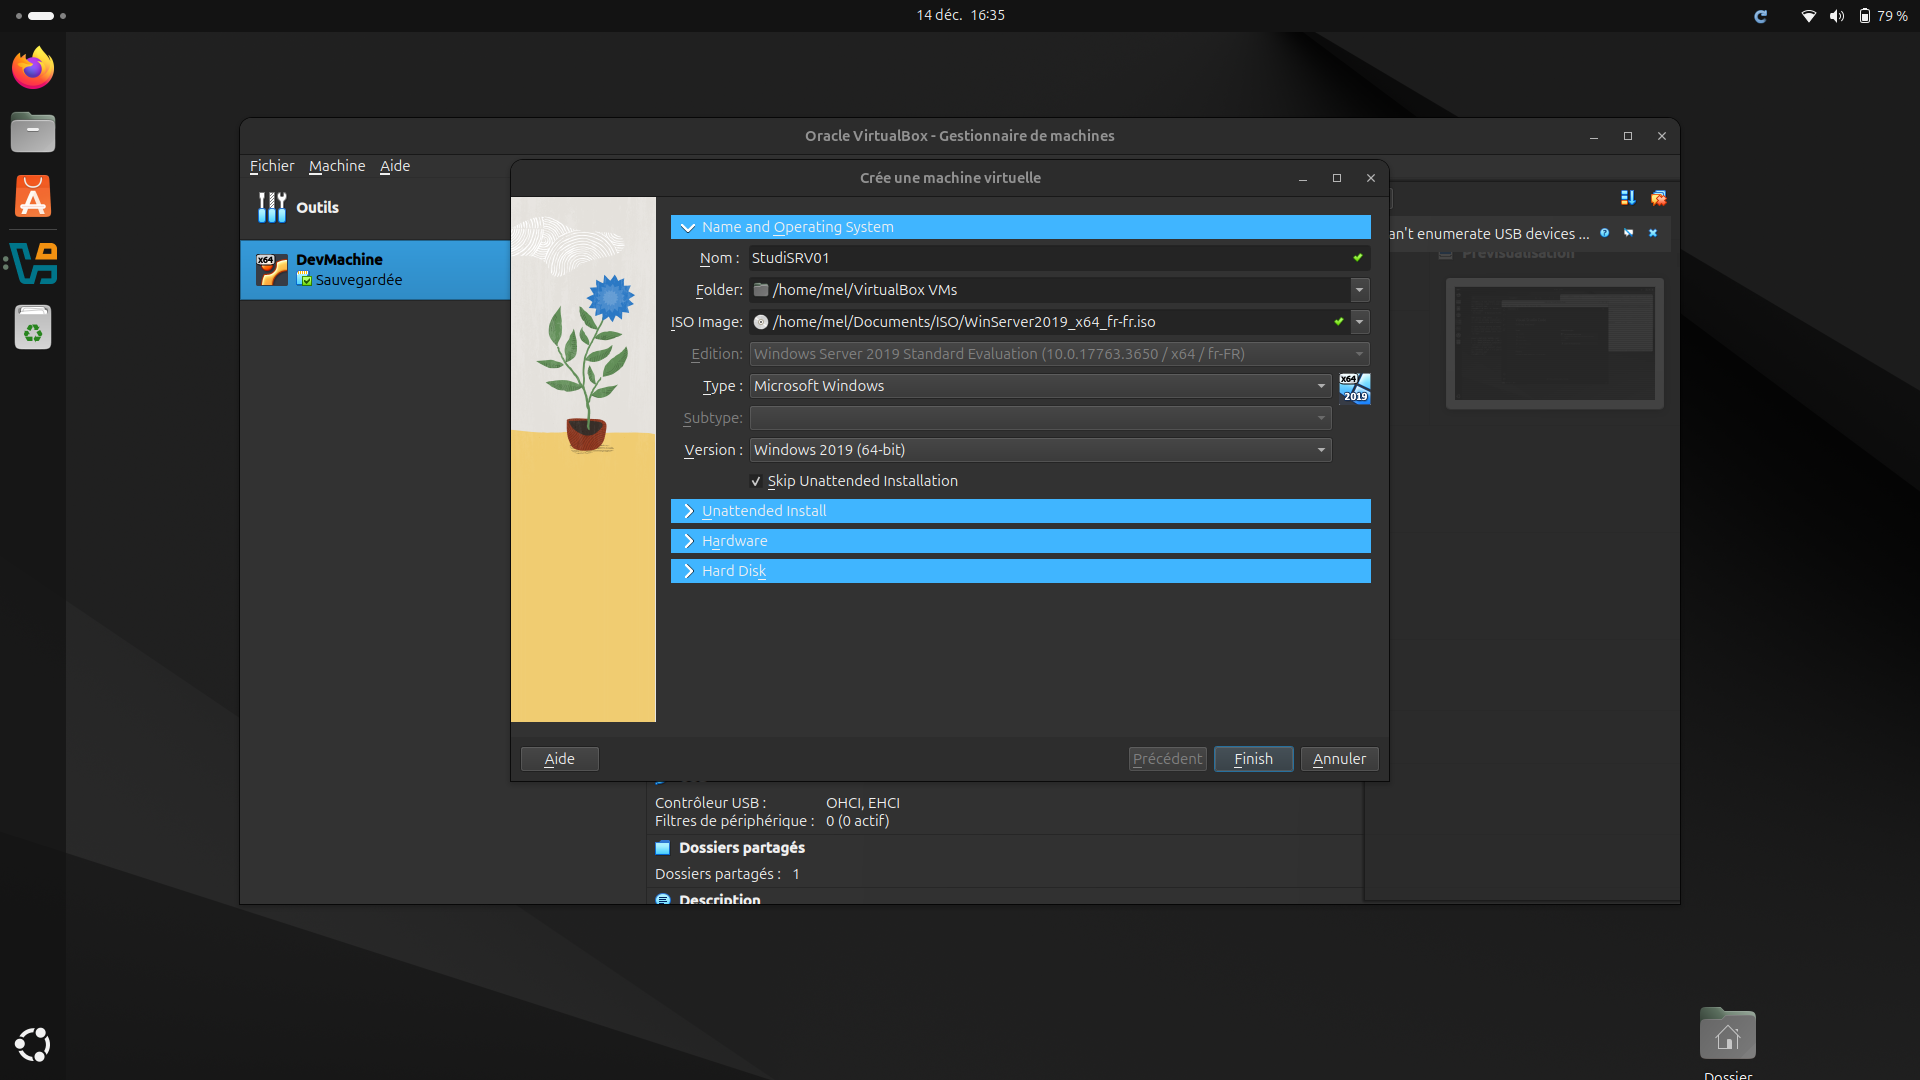 14 déc. 16:35
79 %
Oracle VirtualBox - Gestionnaire de machines
Fichier Machine Aide
Outils
DevMachine
Sauvegardée
Crée une machine virtuelle
Name and Operating System
Nom : StudiSRV01
Folder: /home/mel/VirtualBox VMs
ISO Image: /home/mel/Documents/ISO/WinServer2019_x64_fr-fr.iso
Edition: Windows Server 2019 Standard Evaluation (10.0.17763.3650 / x64 / fr-FR)
Type : Microsoft Windows
x64
2019
Subtype:
Version : Windows 2019 (64-bit)
Skip Unattended Installation
Unattended Install
Hardware
Hard Disk
Aide Précédent Finish Annuler
an't enumerate USB devices ...
Prévisualisation
x64
Contrôleur USB : OHCI, EHCI
Filtres de périphérique : 0 (0 actif)
Dossiers partagés
Dossiers partagés : 1
Description
Dossier